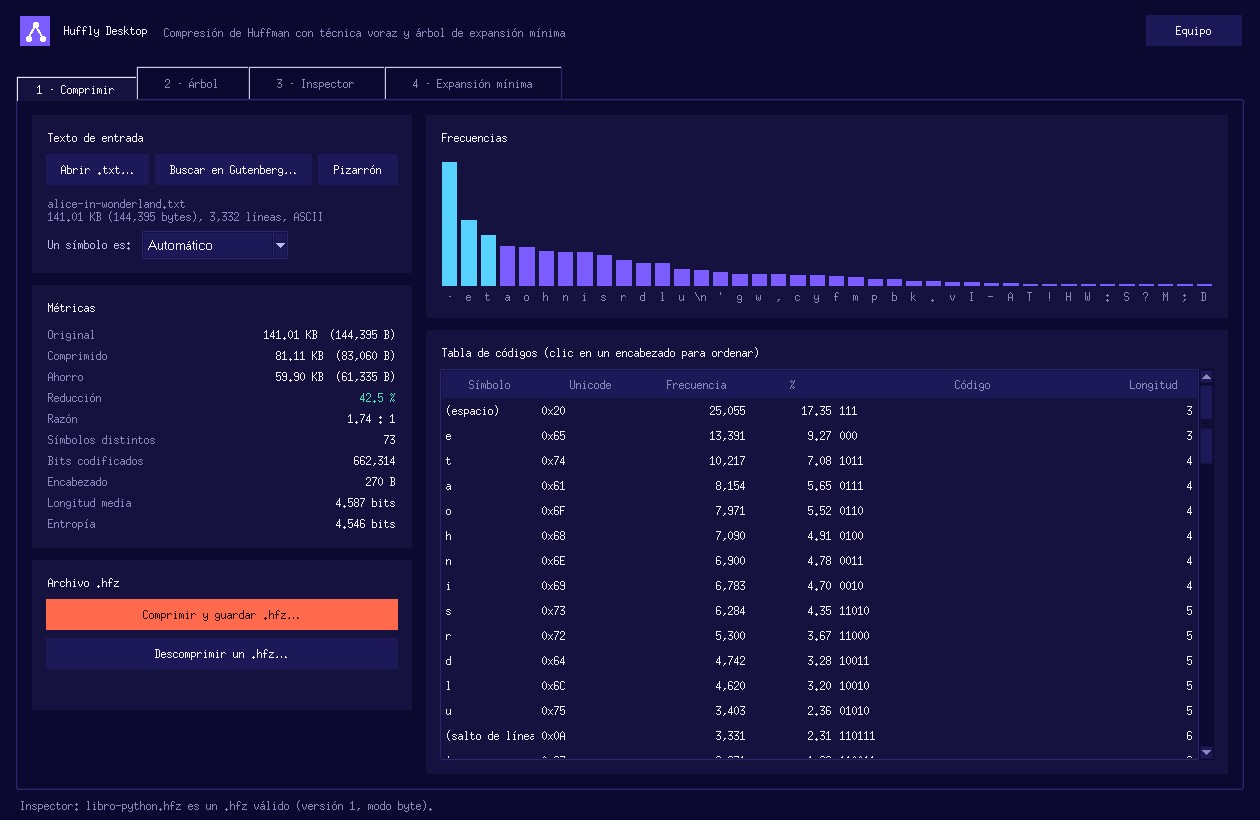 Huffly Desktop
Compresión de Huffman con técnica voraz y árbol de expansión mínima
Equipo
1 · Comprimir
2 · Árbol
3 · Inspector
4 · Expansión mínima
Texto de entrada
Abrir .txt...
Buscar en Gutenberg...
Pizarrón
alice-in-wonderland.txt
141.01 KB (144,395 bytes), 3,332 líneas, ASCII
Un símbolo es: Automático
Métricas
Original 141.01 KB (144,395 B)
Comprimido 81.11 KB (83,060 B)
Ahorro 59.90 KB (61,335 B)
Reducción 42.5 %
Razón 1.74 : 1
Símbolos distintos 73
Bits codificados 662,314
Encabezado 270 B
Longitud media 4.587 bits
Entropía 4.546 bits
Archivo .hfz
Comprimir y guardar .hfz...
Descomprimir un .hfz...
Frecuencias
· e t a o h n i s r d l u \n ' g w , c y f m p b k . v I - A T ! H W : S ? M ; D
Tabla de códigos (clic en un encabezado para ordenar)
Símbolo Unicode Frecuencia % Código Longitud
(espacio) 0x20 25,055 17.35 111 3
e 0x65 13,391 9.27 000 3
t 0x74 10,217 7.08 1011 4
a 0x61 8,154 5.65 0111 4
o 0x6F 7,971 5.52 0110 4
h 0x68 7,090 4.91 0100 4
n 0x6E 6,900 4.78 0011 4
i 0x69 6,783 4.70 0010 4
s 0x73 6,284 4.35 11010 5
r 0x72 5,300 3.67 11000 5
d 0x64 4,742 3.28 10011 5
l 0x6C 4,620 3.20 10010 5
u 0x75 3,403 2.36 01010 5
(salto de línea 0x0A 3,331 2.31 110111 6
Inspector: libro-python.hfz es un .hfz válido (versión 1, modo byte).